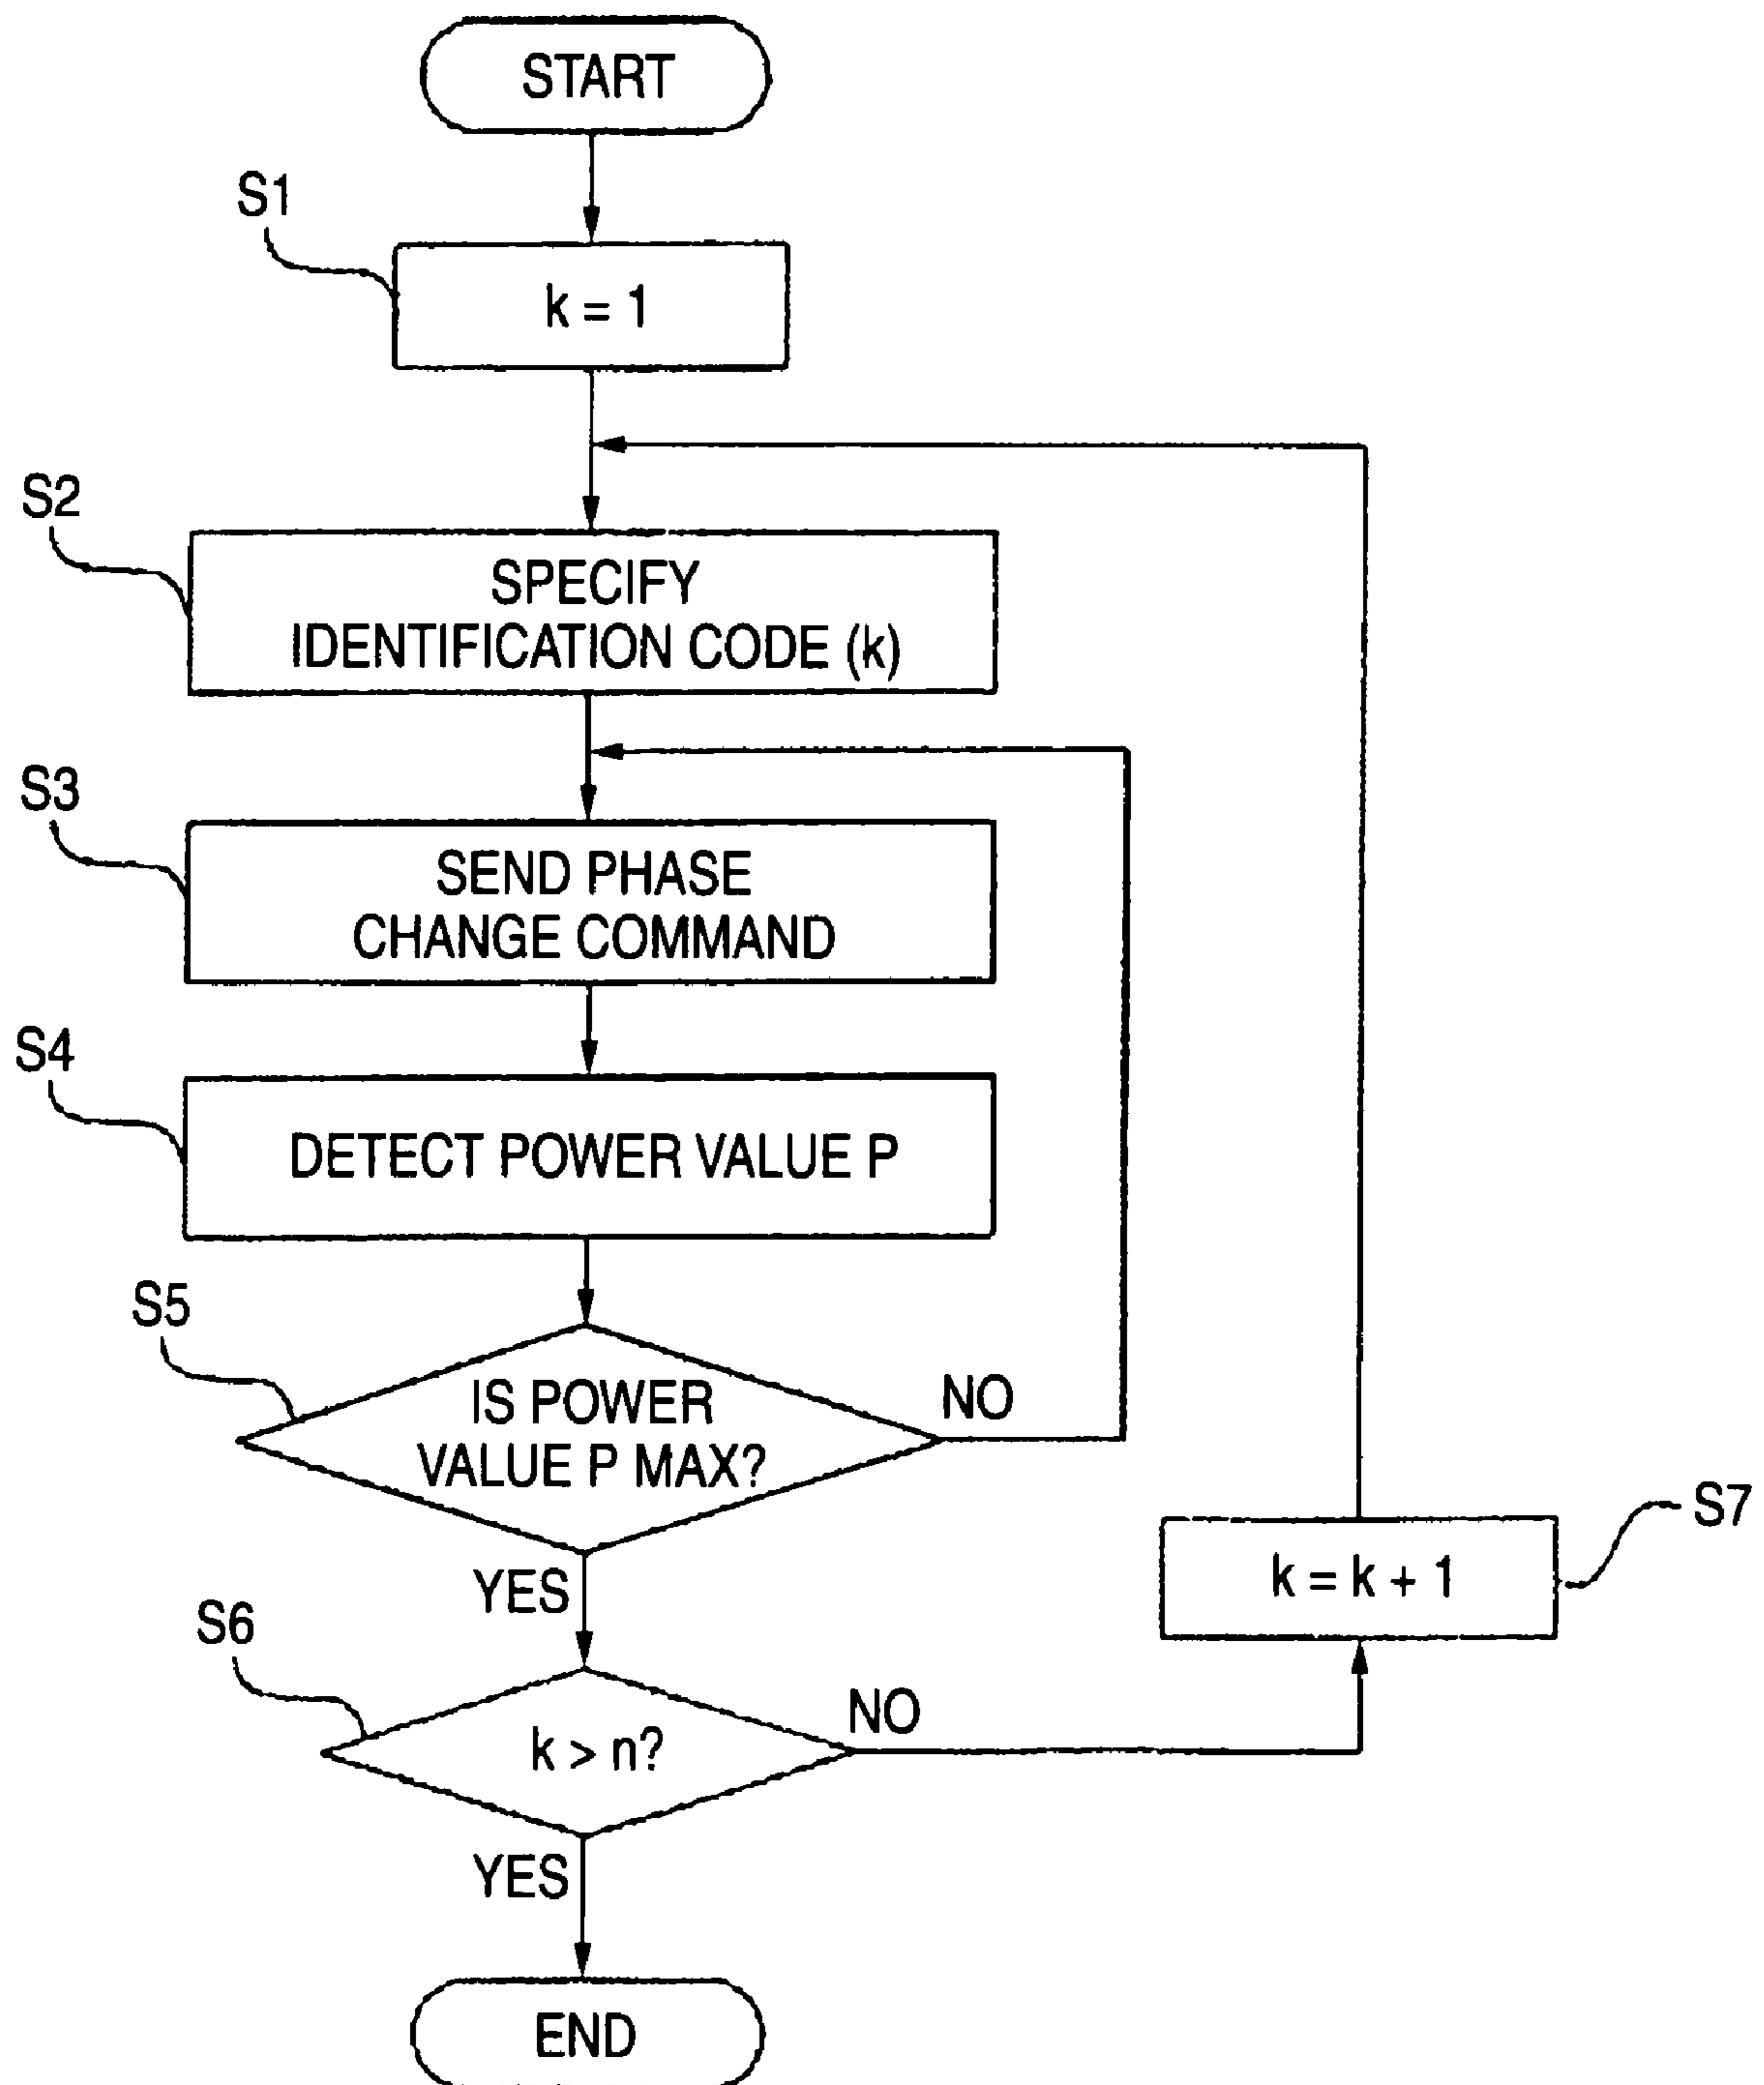 START
S1
k = 1
S2
SPECIFY
IDENTIFICATION CODE (k)
S3
SEND PHASE
CHANGE COMMAND
S4
DETECT POWER VALUE P
S5
IS POWER
VALUE P MAX?
NO
YES
S7
k = k + 1
S6
k > n?
NO
YES
END